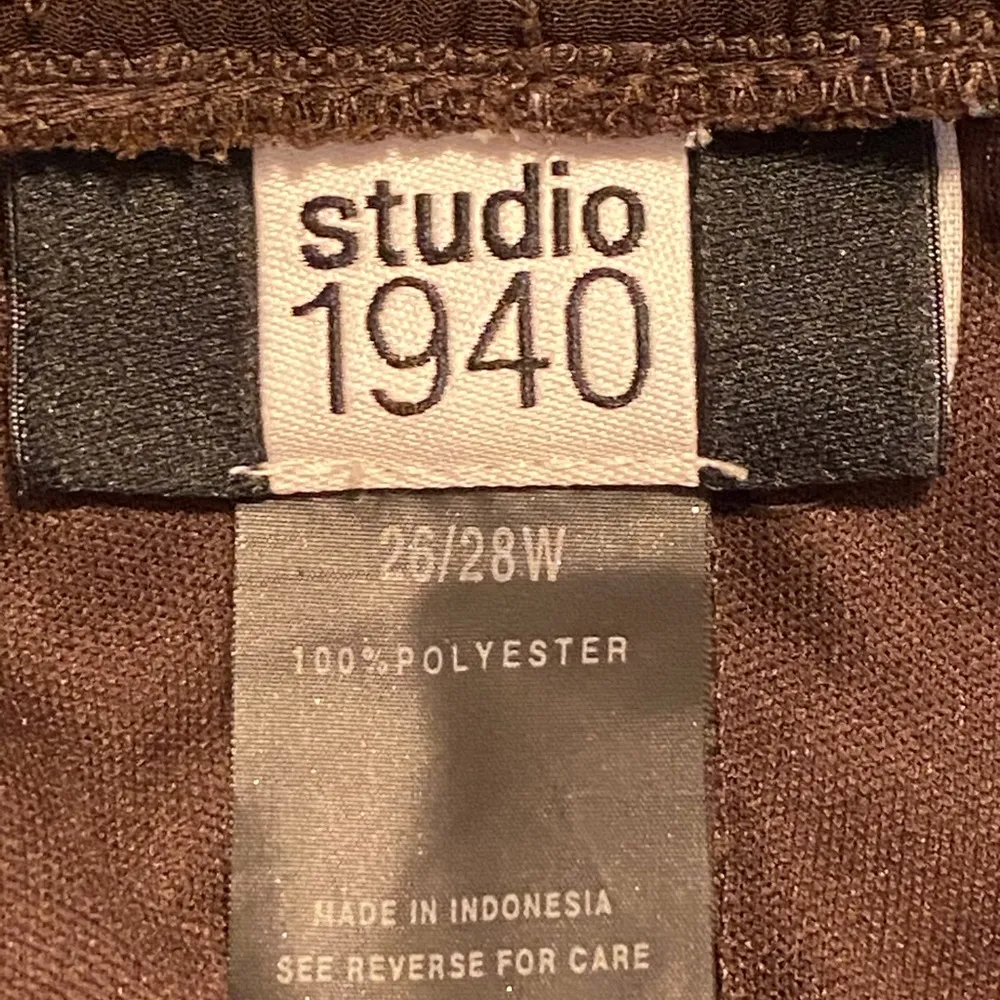 studio
1940
26/28W
100%POLYESTER
MADE IN INDONESIA
SEE REVERSE FOR CARE